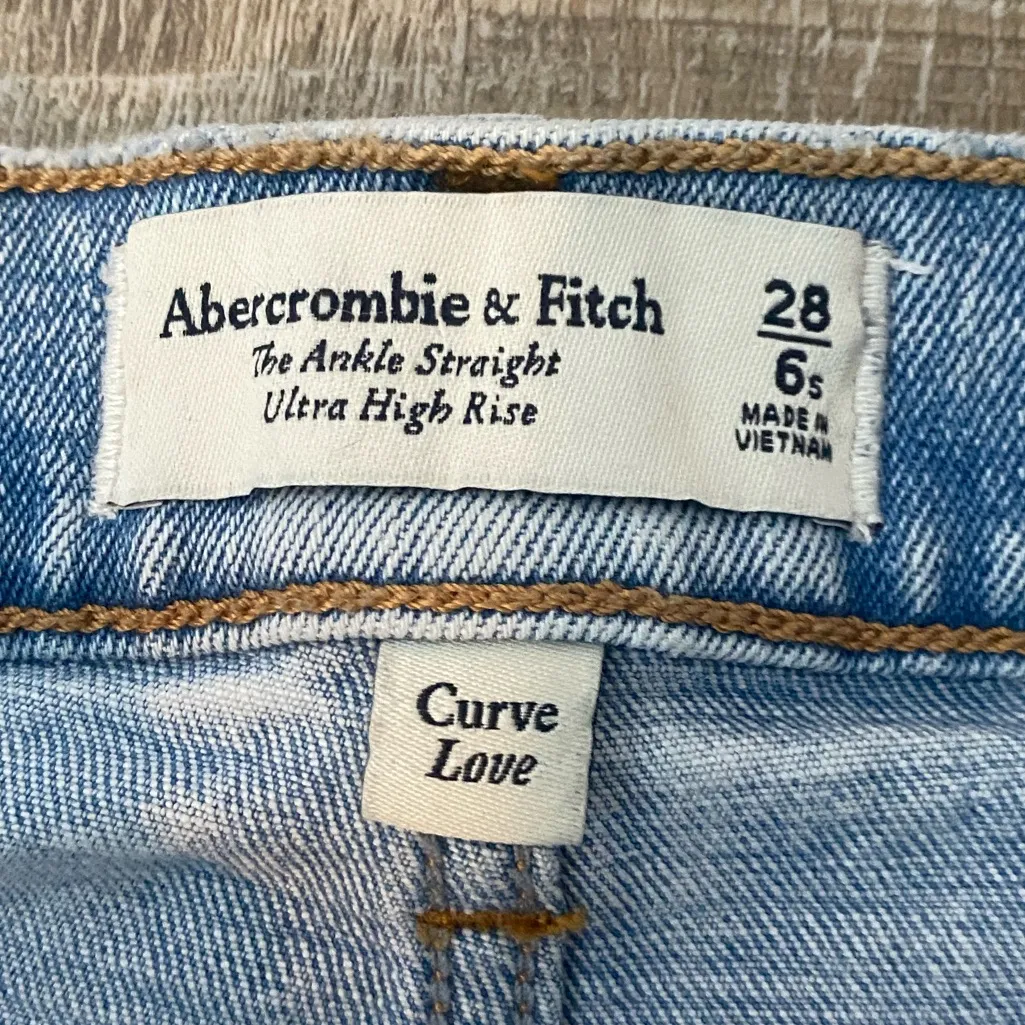 Abercrombie & Fitch
The Ankle Straight
Ultra High Rise
28
6s
MADE IN
VIETNAM
Curve
Love